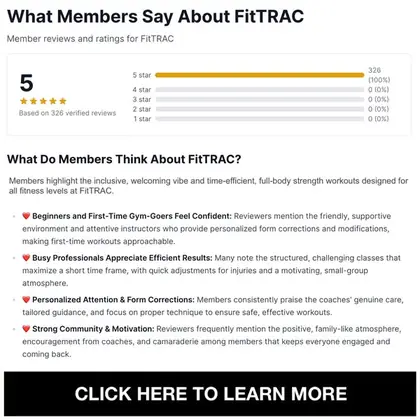 What Members Say About FitTRAC
Member reviews and ratings for FitTRAC
5
Based on 326 verified reviews
5 star 326 (100%)
4 star 0 (0%)
3 star 0 (0%)
2 star 0 (0%)
1 star 0 (0%)
What Do Members Think About FitTRAC?
Members highlight the inclusive, welcoming vibe and time-efficient, full-body strength workouts designed for
all fitness levels at FitTRAC.
Beginners and First-Time Gym-Goers Feel Confident: Reviewers mention the friendly, supportive
environment and attentive instructors who provide personalized form corrections and modifications,
making first-time workouts approachable.
Busy Professionals Appreciate Efficient Results: Many note the structured, challenging classes that
maximize a short time frame, with quick adjustments for injuries and a motivating, small-group
atmosphere.
Personalized Attention & Form Corrections: Members consistently praise the coaches' genuine care,
tailored guidance, and focus on proper technique to ensure safe, effective workouts.
Strong Community & Motivation: Reviewers frequently mention the positive, family-like atmosphere,
encouragement from coaches, and camaraderie among members that keeps everyone engaged and
coming back.
CLICK HERE TO LEARN MORE